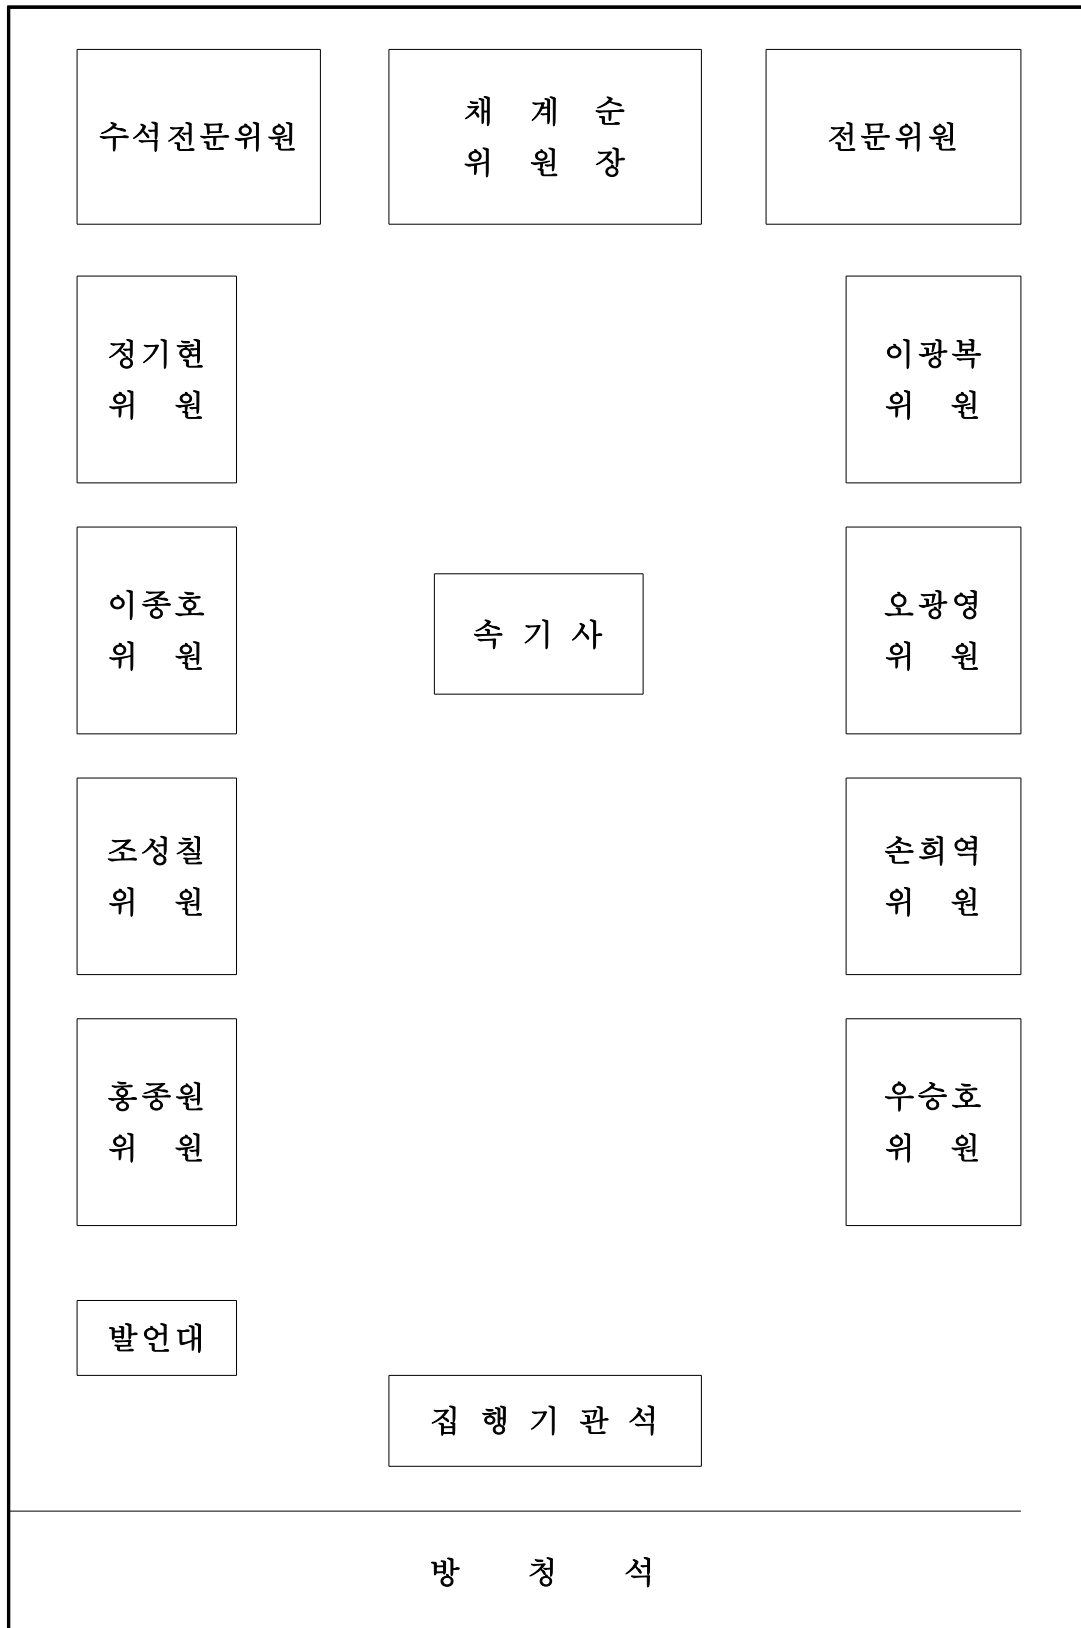 수석전문위원
채 계 순
위 원 장
전문위원
정기현
위 원
이광복
위 원
이종호
위 원
속 기 사
오광영
위 원
조성칠
위 원
손희역
위 원
홍종원
위 원
우승호
위 원
발언대
집 행 기 관 석
방 청 석